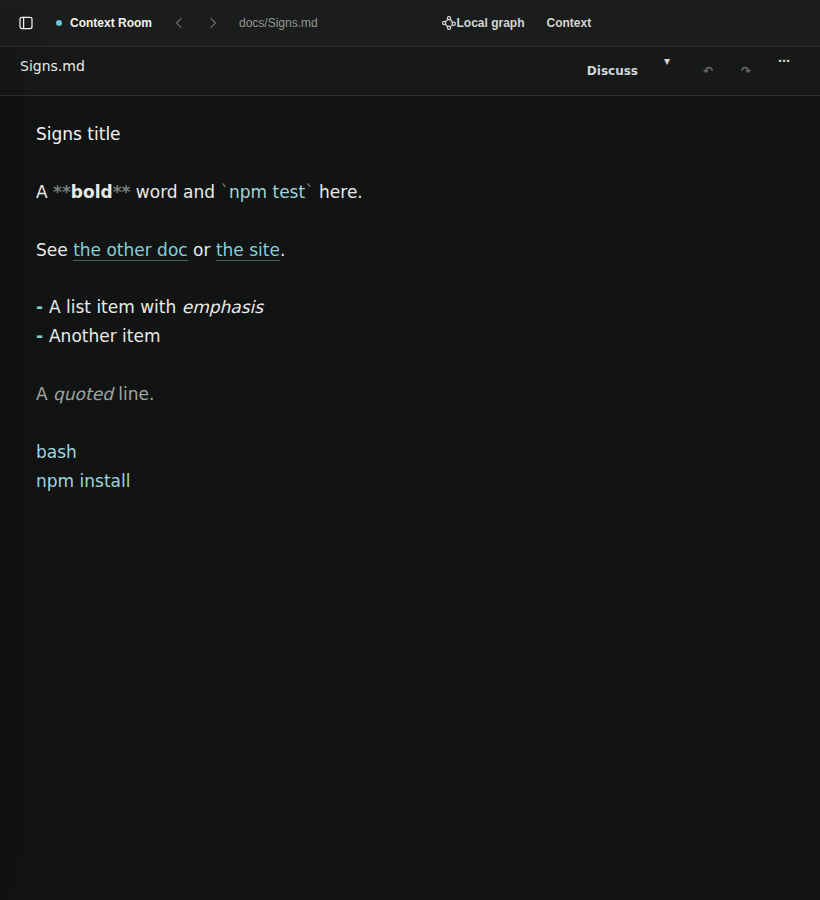 Context Room docs/Signs.md Local graph Context
Signs.md
Discuss ▾ ↶ ↷ ···
Signs title
A **bold** word and `npm test` here.
See the other doc or the site.
- A list item with emphasis
- Another item
A quoted line.
bash
npm install